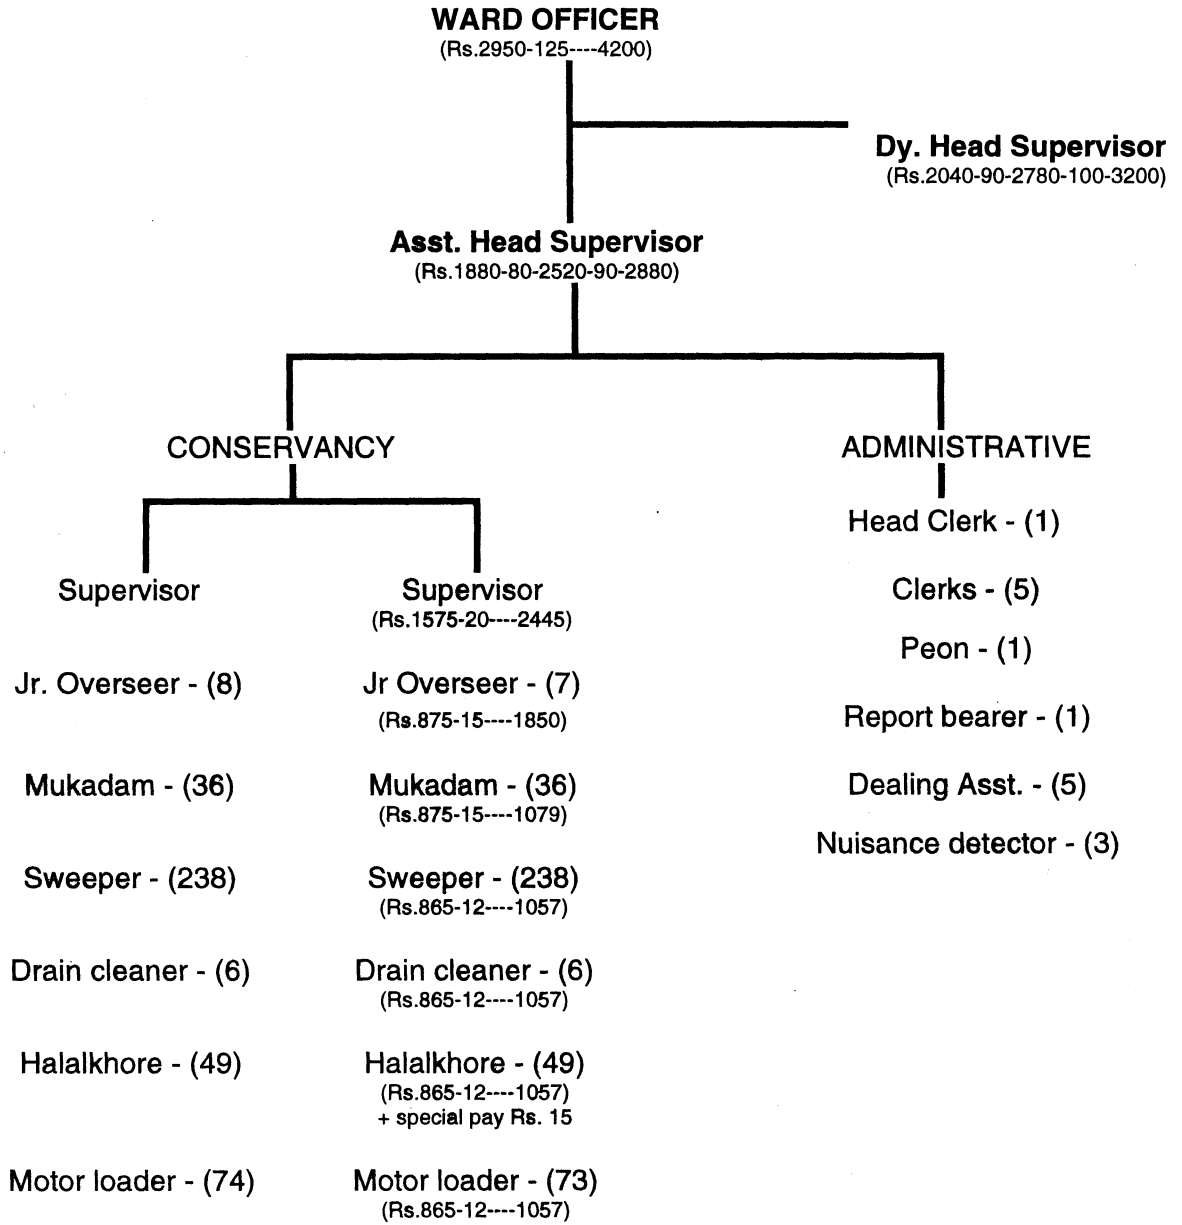 WARD OFFICER
(Rs.2950-125----4200)
Dy. Head Supervisor
(Rs.2040-90-2780-100-3200)
Asst. Head Supervisor
(Rs.1880-80-2520-90-2880)
CONSERVANCY
ADMINISTRATIVE
Supervisor
Jr. Overseer - (8)
Mukadam - (36)
Sweeper - (238)
Drain cleaner - (6)
Halalkhore - (49)
Motor loader - (74)
Supervisor
(Rs.1575-20----2445)
Jr Overseer - (7)
(Rs.875-15----1850)
Mukadam - (36)
(Rs.875-15----1079)
Sweeper - (238)
(Rs.865-12----1057)
Drain cleaner - (6)
(Rs.865-12----1057)
Halalkhore - (49)
(Rs.865-12----1057)
+ special pay Rs. 15
Motor loader - (73)
(Rs.865-12----1057)
Head Clerk - (1)
Clerks - (5)
Peon - (1)
Report bearer - (1)
Dealing Asst. - (5)
Nuisance detector - (3)